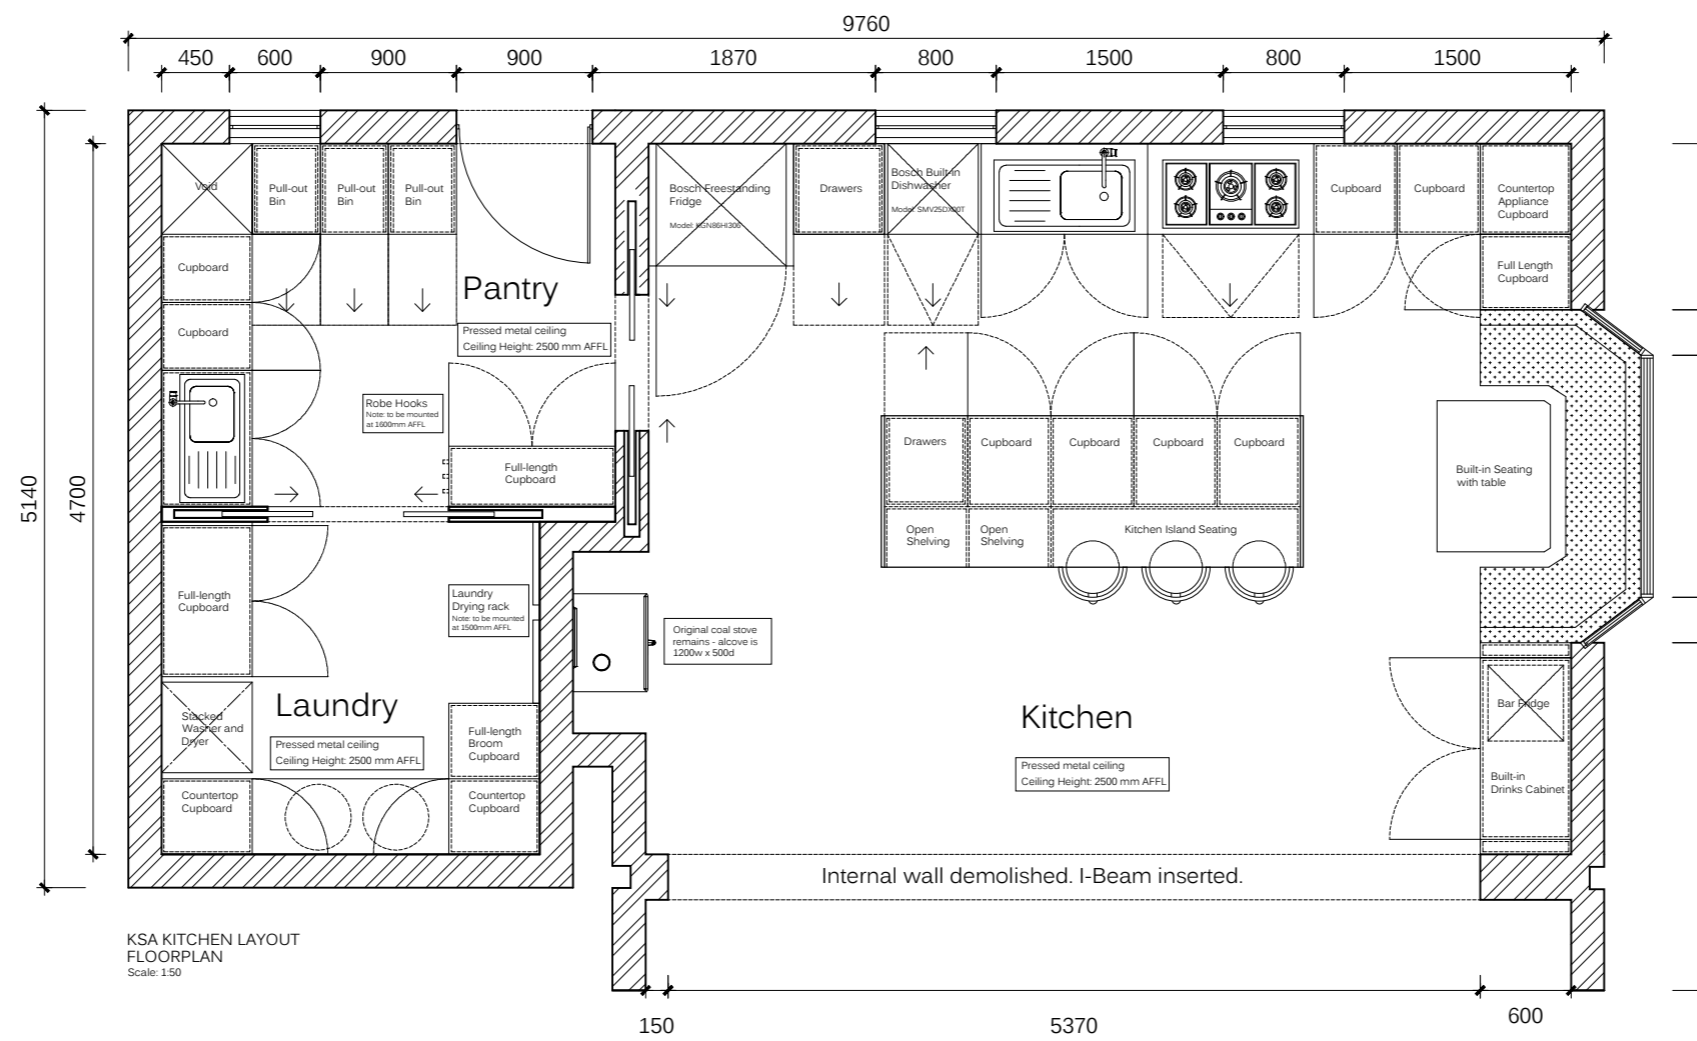 9760
450
600
900
900
1870
800
1500
800
1500
5140
4700
Void
Pull-out
Bin
Pull-out
Bin
Pull-out
Bin
Cupboard
Cupboard
Pantry
Pressed metal ceiling
Ceiling Height: 2500 mm AFFL
Robe Hooks
Note: to be mounted
at 1600mm AFFL
Full-length
Cupboard
Bosch Freestanding
Fridge
Model: KGN86HI306
Drawers
Bosch Built-in
Dishwasher
Model: SMV25DX00T
Cupboard
Cupboard
Countertop
Appliance
Cupboard
Full Length
Cupboard
Drawers
Cupboard
Cupboard
Cupboard
Cupboard
Open
Shelving
Open
Shelving
Kitchen Island Seating
Built-in Seating
with table
Full-length
Cupboard
Laundry
Drying rack
Note: to be mounted
at 1500mm AFFL
Original coal stove
remains - alcove is
1200w x 500d
Laundry
Pressed metal ceiling
Ceiling Height: 2500 mm AFFL
Stacked
Washer and
Dryer
Full-length
Broom
Cupboard
Countertop
Cupboard
Countertop
Cupboard
Kitchen
Pressed metal ceiling
Ceiling Height: 2500 mm AFFL
Bar Fridge
Built-in
Drinks Cabinet
Internal wall demolished. I-Beam inserted.
KSA KITCHEN LAYOUT
FLOORPLAN
Scale: 1:50
150
5370
600